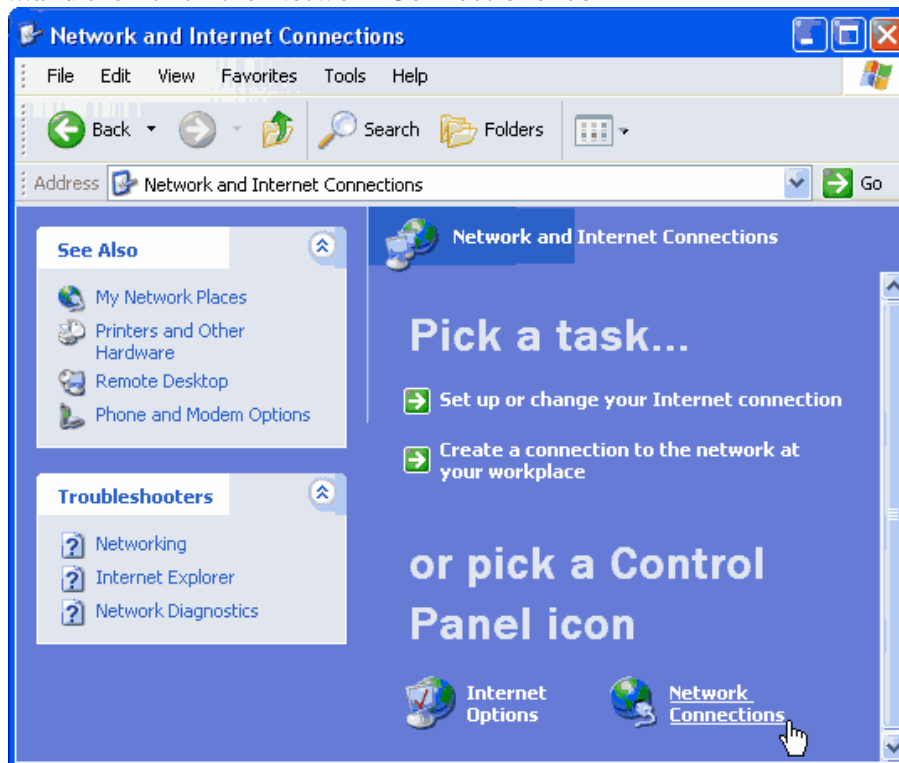 Network and Internet Connections
File Edit View Favorites Tools Help
Back Search Folders
Address Network and Internet Connections Go
See Also
My Network Places
Printers and Other
Hardware
Remote Desktop
Phone and Modem Options
Troubleshooters
Networking
Internet Explorer
Network Diagnostics
Network and Internet Connections
Pick a task...
Set up or change your Internet connection
Create a connection to the network at
your workplace
or pick a Control
Panel icon
Internet
Options
Network
Connections